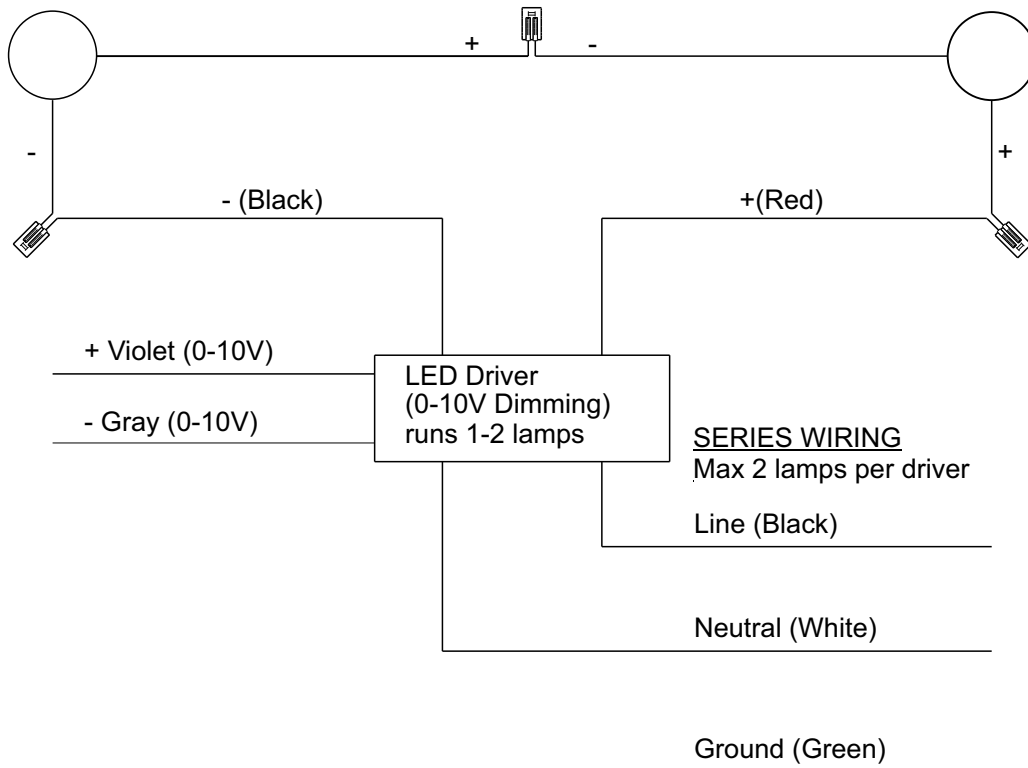 + -
- +
- (Black) +(Red)
+ Violet (0-10V)
- Gray (0-10V)
LED Driver
(0-10V Dimming)
runs 1-2 lamps
SERIES WIRING
Max 2 lamps per driver
Line (Black)
Neutral (White)
Ground (Green)